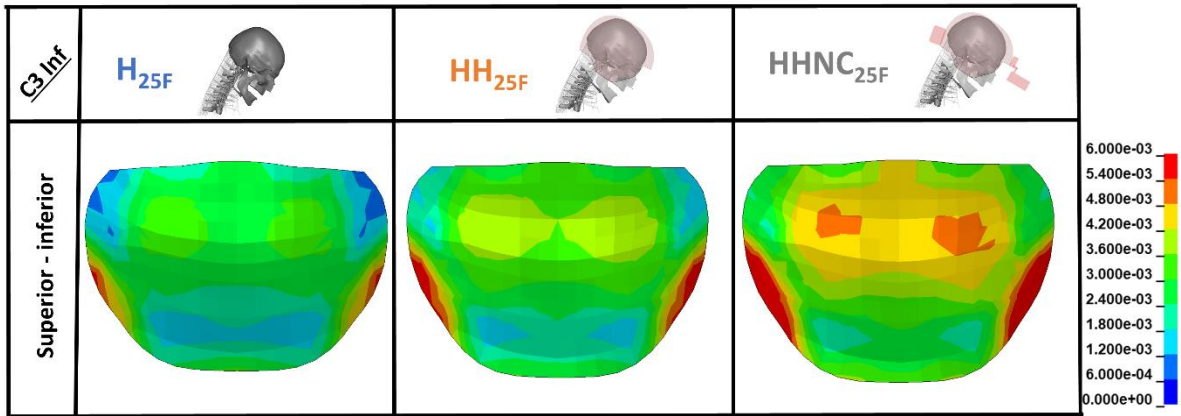 C3 Inf
H25F
HH25F
HHNC25F
Superior - inferior
6.000e-03
5.400e-03
4.800e-03
4.200e-03
3.600e-03
3.000e-03
2.400e-03
1.800e-03
1.200e-03
6.000e-04
0.000e+00